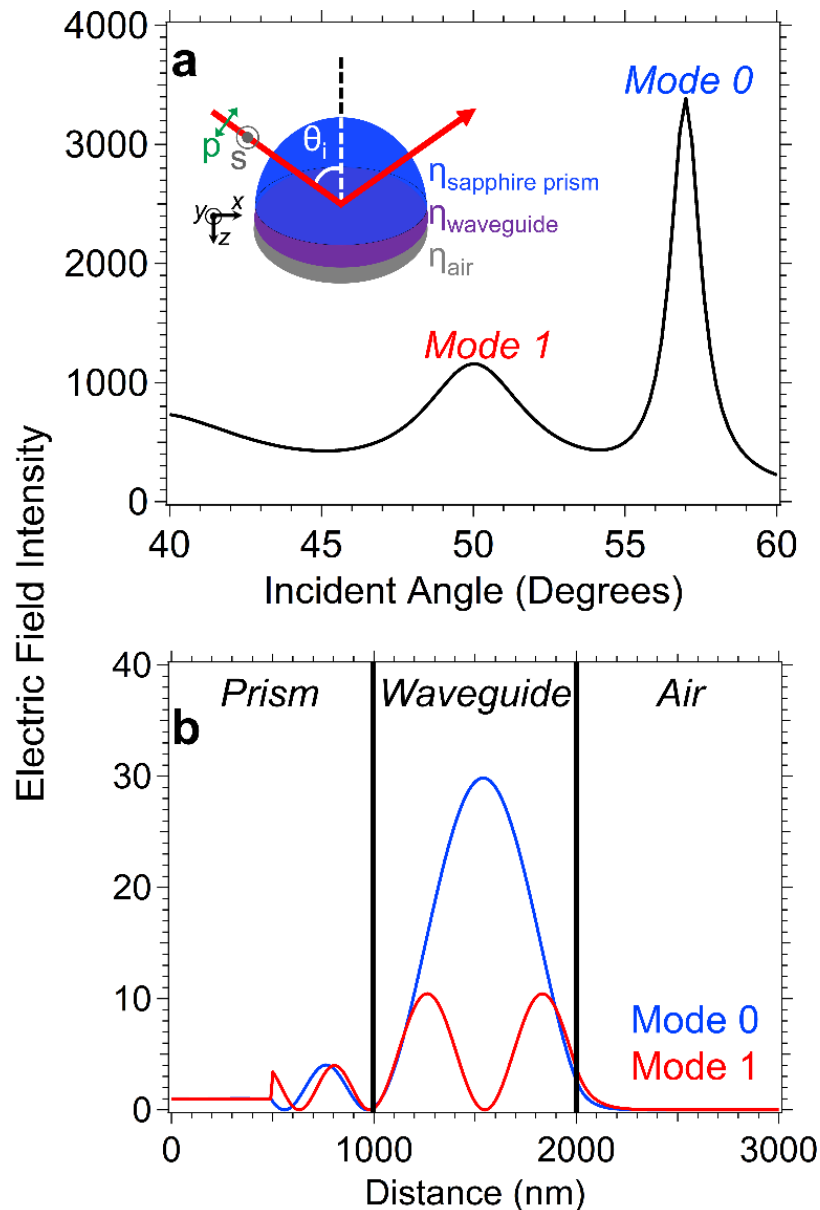 Electric Field Intensity
a
4000
3000
2000
1000
0
40
45
50
55
60
Incident Angle (Degrees)
Mode 0
Mode 1
p
s
θi
y
x
z
ηsapphire prism
ηwaveguide
ηair
b
40
30
20
10
0
Prism
Waveguide
Air
Mode 0
Mode 1
0
1000
2000
3000
Distance (nm)